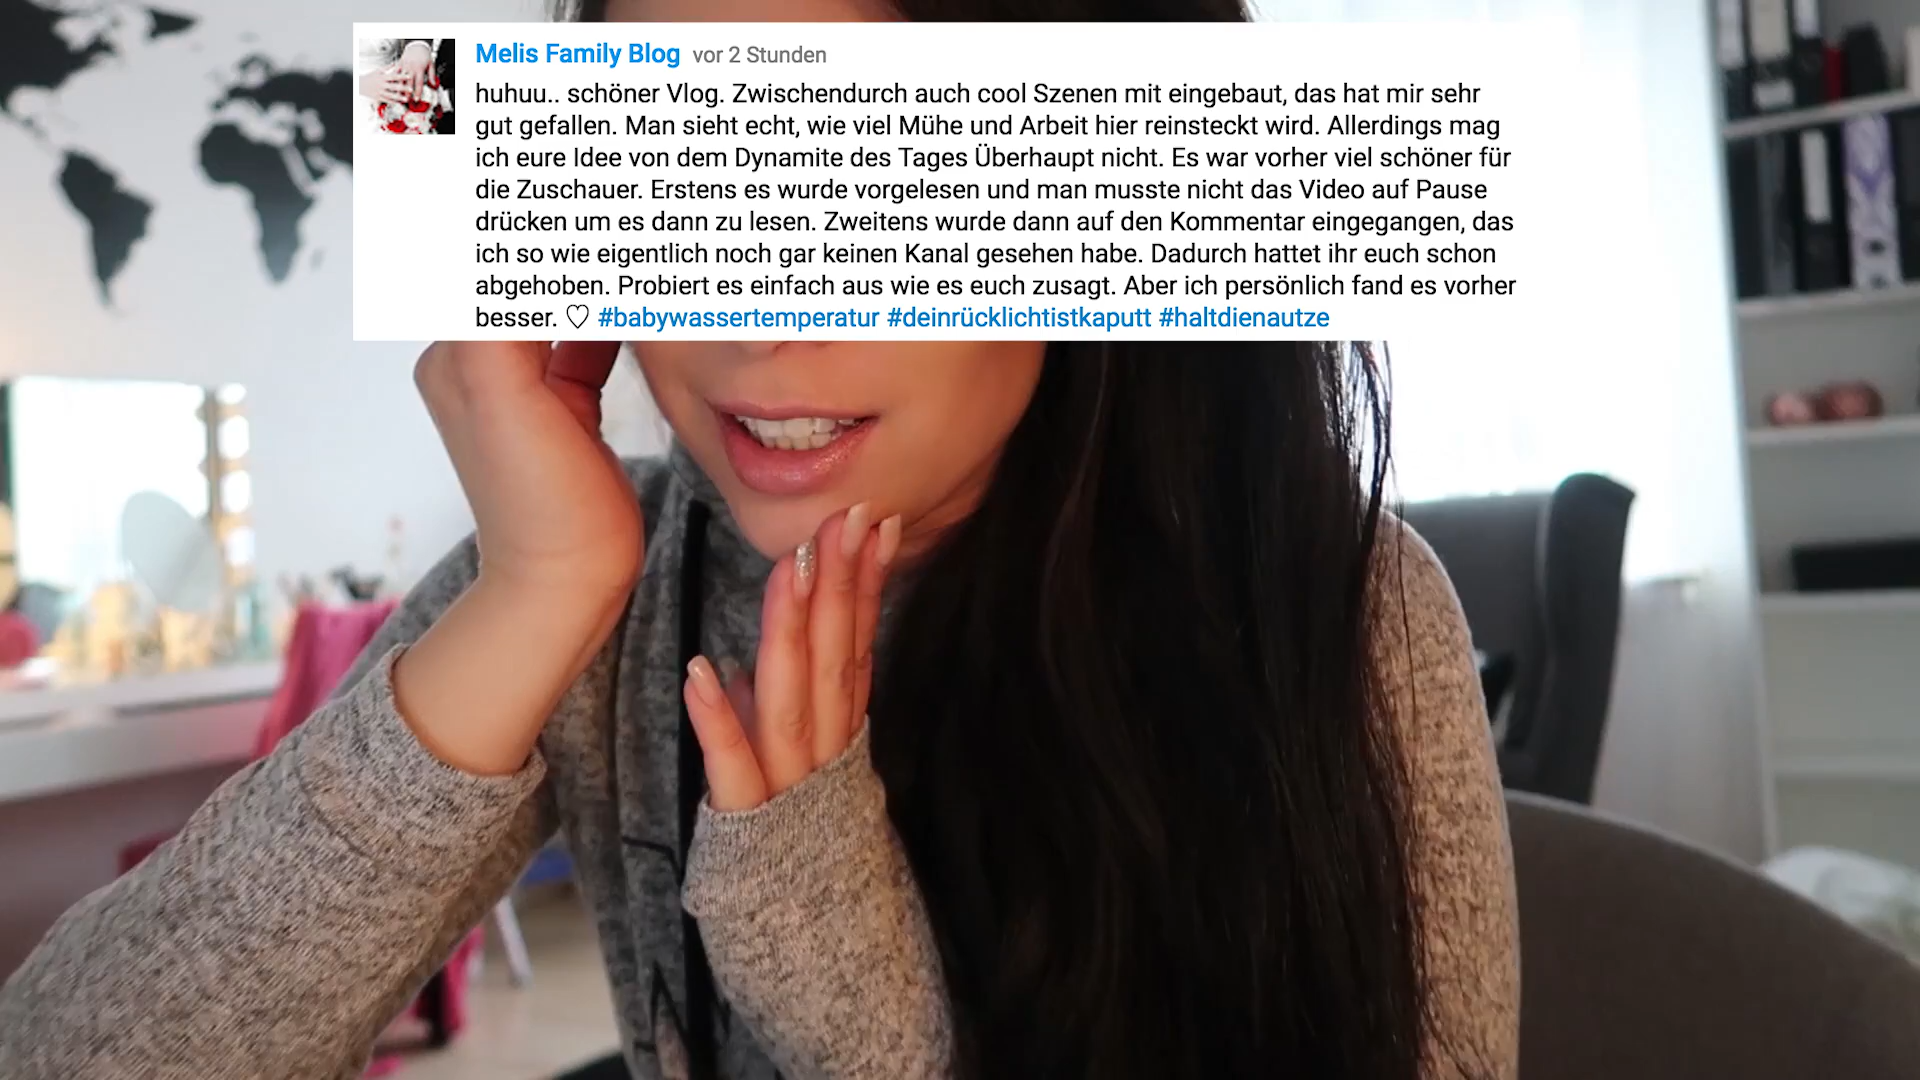 Melis Family Blog vor 2 Stunden
huhuu.. schöner Vlog. Zwischendurch auch cool Szenen mit eingebaut, das hat mir sehr
gut gefallen. Man sieht echt, wie viel Mühe und Arbeit hier reinsteckt wird. Allerdings mag
ich eure Idee von dem Dynamite des Tages Überhaupt nicht. Es war vorher viel schöner für
die Zuschauer. Erstens es wurde vorgelesen und man musste nicht das Video auf Pause
drücken um es dann zu lesen. Zweitens wurde dann auf den Kommentar eingegangen, das
ich so wie eigentlich noch gar keinen Kanal gesehen habe. Dadurch hattet ihr euch schon
abgehoben. Probiert es einfach aus wie es euch zusagt. Aber ich persönlich fand es vorher
besser. ♡ #babywassertemperatur #deinrücklichtistkaputt #haltdienautze